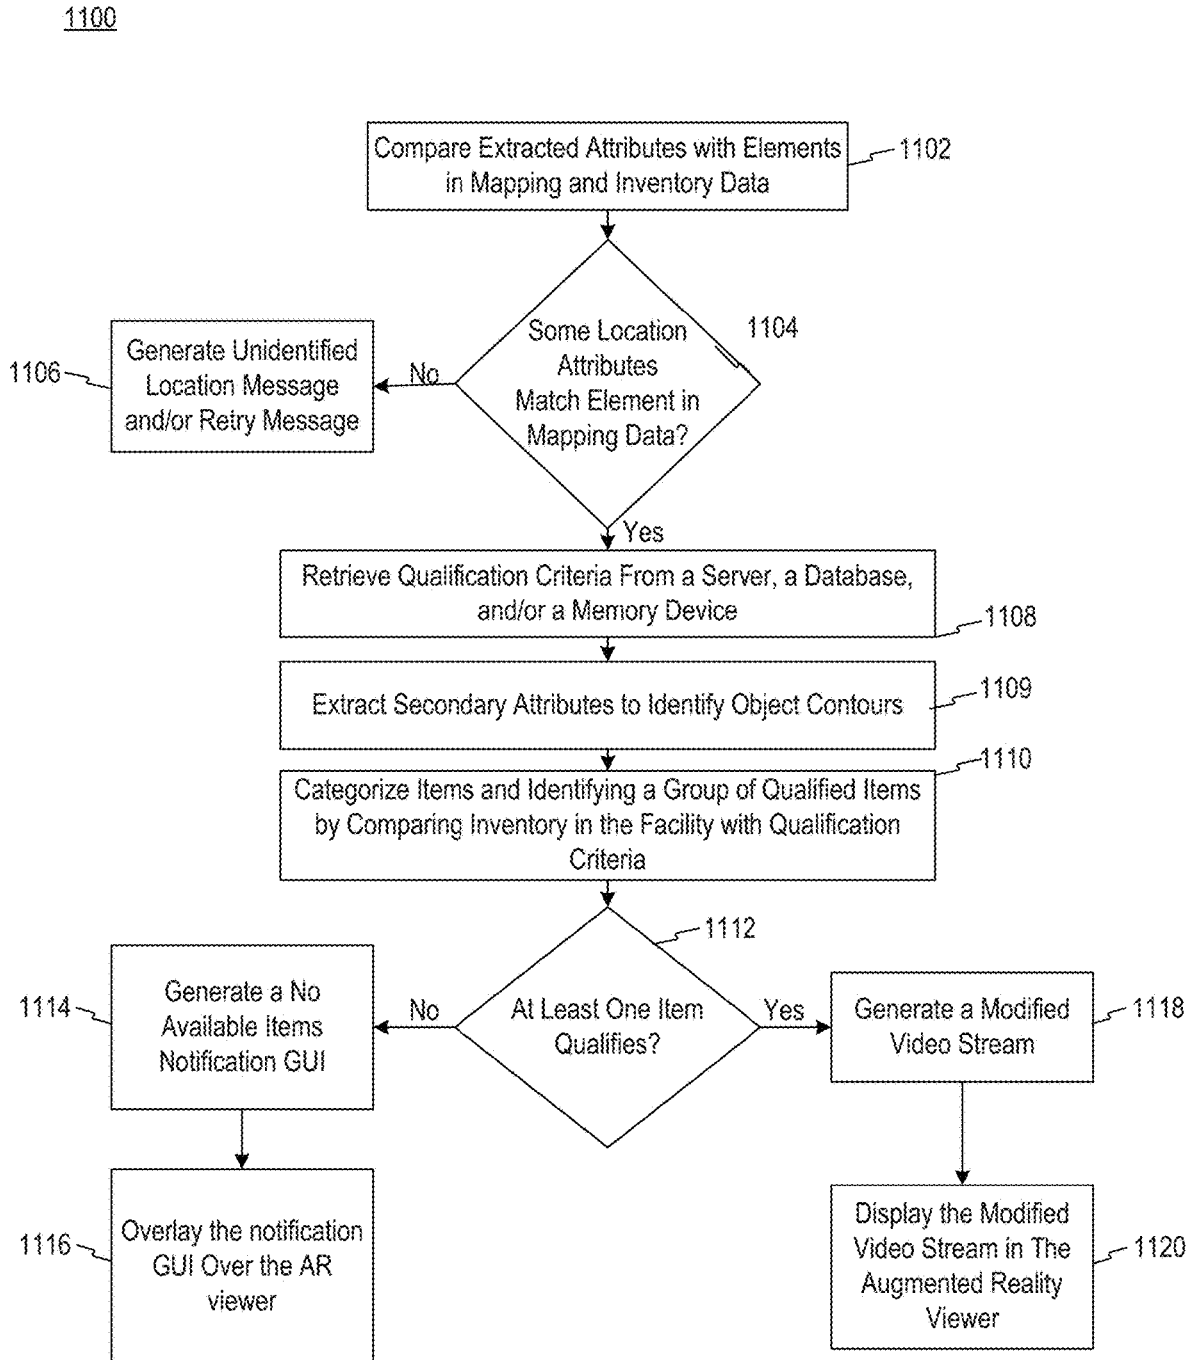 1100
Compare Extracted Attributes with Elements
in Mapping and Inventory Data
1102
Some Location
Attributes
Match Element in
Mapping Data?
1104
No
Generate Unidentified
Location Message
and/or Retry Message
1106
Yes
Retrieve Qualification Criteria From a Server, a Database,
and/or a Memory Device
1108
Extract Secondary Attributes to Identify Object Contours
1109
Categorize Items and Identifying a Group of Qualified Items
by Comparing Inventory in the Facility with Qualification
Criteria
1110
At Least One Item
Qualifies?
1112
No
Generate a No
Available Items
Notification GUI
1114
Overlay the notification
GUI Over the AR
viewer
1116
Yes
Generate a Modified
Video Stream
1118
Display the Modified
Video Stream in The
Augmented Reality
Viewer
1120